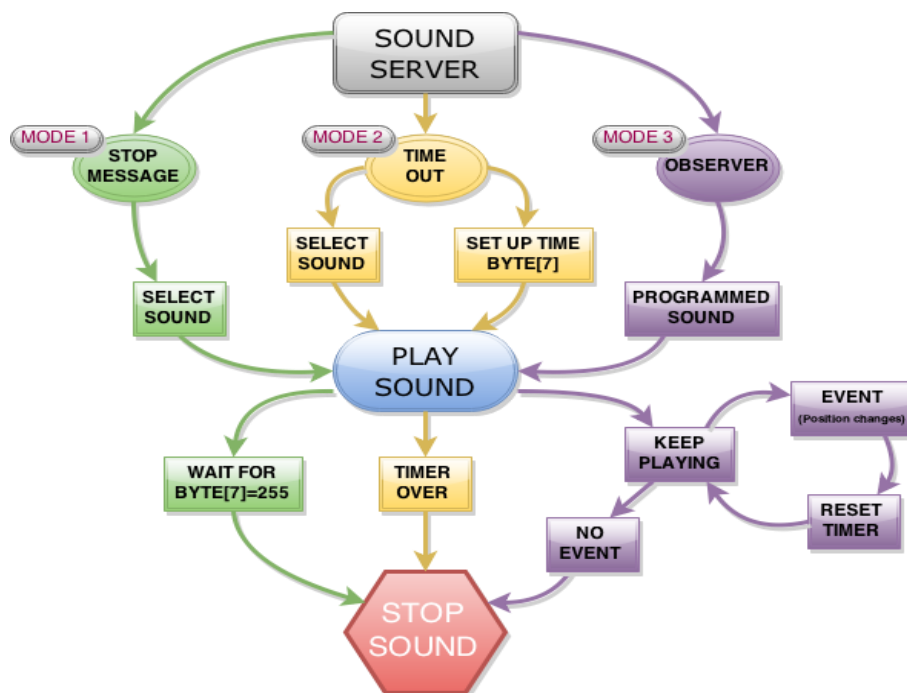 SOUND
SERVER
MODE 1
STOP
MESSAGE
MODE 2
TIME
OUT
MODE 3
OBSERVER
SELECT
SOUND
SET UP TIME
BYTE[7]
SELECT
SOUND
PROGRAMMED
SOUND
PLAY
SOUND
EVENT
(Position changes)
KEEP
PLAYING
WAIT FOR
BYTE[7]=255
TIMER
OVER
RESET
TIMER
NO
EVENT
STOP
SOUND